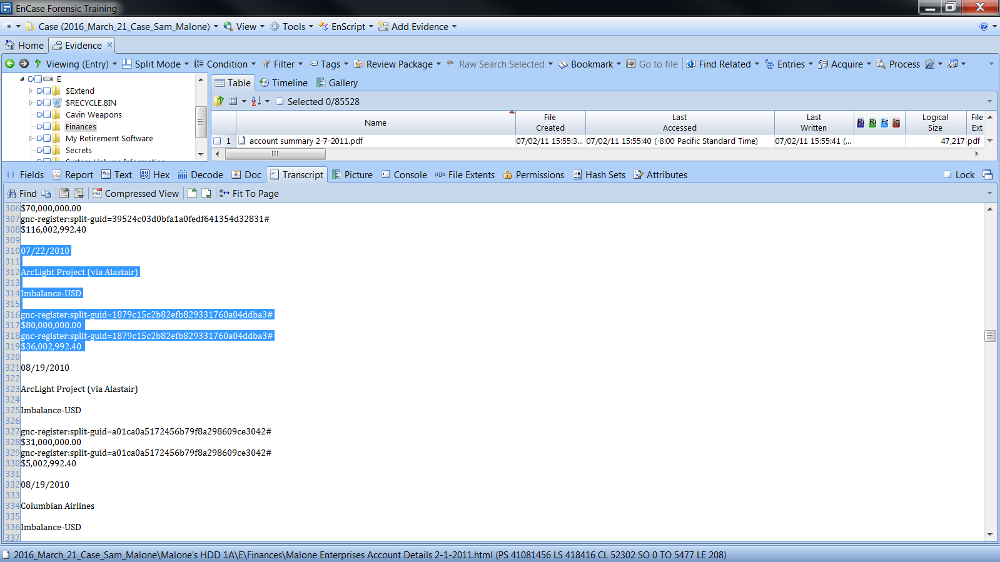 EnCase Forensic Training
Case (2016_March_21_Case_Sam_Malone) View Tools EnScript Add Evidence
Home Evidence
Viewing (Entry) Split Mode Condition Filter Tags Review Package Raw Search Selected Bookmark Go to file Find Related Entries Acquire Process
E
$Extend
$RECYCLE.BIN
Cavin Weapons
Finances
My Retirement Software
Secrets
System Volume Information
Table Timeline Gallery
Selected 0/85528
Name File Created Last Accessed Last Written Re Re Fo Ig Logical Size File Ext
1 account summary 2-7-2011.pdf 07/02/11 15:55:3... 07/02/11 15:55:40 (-8:00 Pacific Standard Time) 07/02/11 15:55:41 (... 47,217 pdf
Fields Report Text Hex Decode Doc Transcript Picture Console File Extents Permissions Hash Sets Attributes Lock
Find Compressed View Fit To Page
306 $70,000,000.00
307 gnc-register:split-guid=39524c03d0bfa1a0fedf641354d32831#
308 $116,002,992.40
309
310 07/22/2010
311
312 ArcLight Project (via Alastair)
313
314 Imbalance-USD
315
316 gnc-register:split-guid=1879c15c2b82efb829331760a04ddba3#
317 $80,000,000.00
318 gnc-register:split-guid=1879c15c2b82efb829331760a04ddba3#
319 $36,002,992.40
320
321 08/19/2010
322
323 ArcLight Project (via Alastair)
324
325 Imbalance-USD
326
327 gnc-register:split-guid=a01ca0a5172456b79f8a298609ce3042#
328 $31,000,000.00
329 gnc-register:split-guid=a01ca0a5172456b79f8a298609ce3042#
330 $5,002,992.40
331
332 08/19/2010
333
334 Columbian Airlines
335
336 Imbalance-USD
337
2016_March_21_Case_Sam_Malone\Malone's HDD 1A\E\Finances\Malone Enterprises Account Details 2-1-2011.html (PS 41081456 LS 418416 CL 52302 SO 0 TO 5477 LE 208)